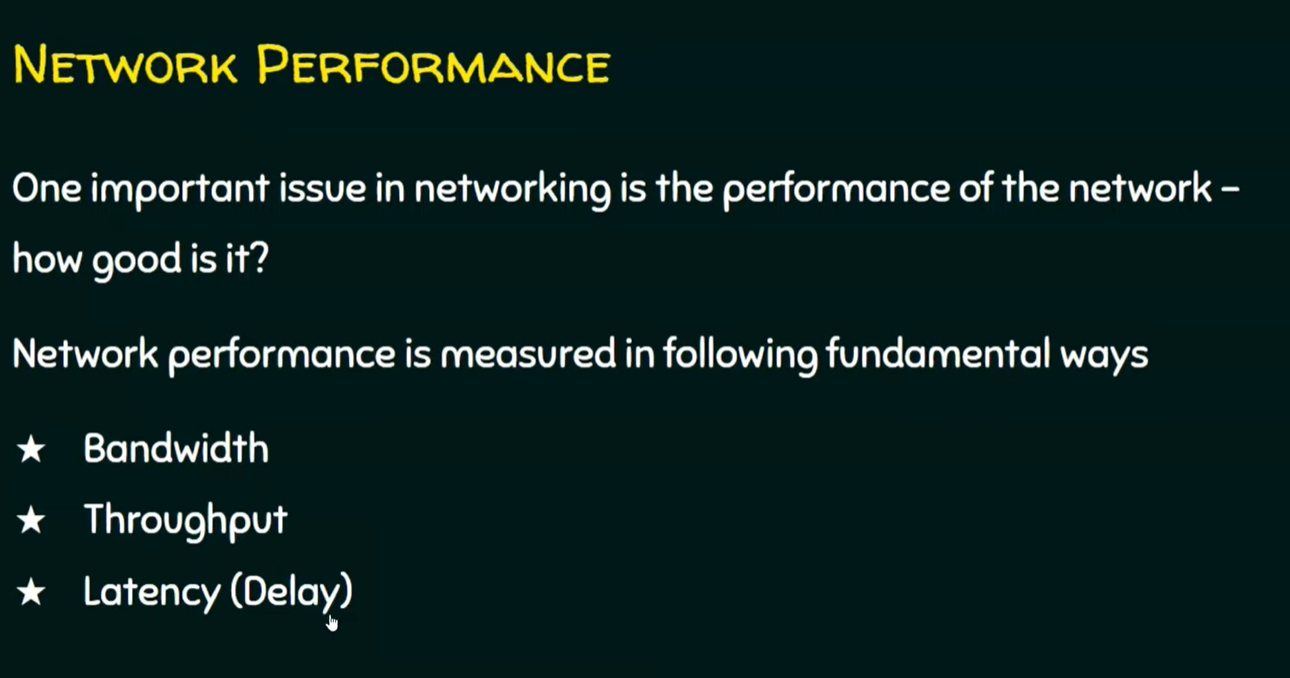 NETWORK PERFORMANCE
One important issue in networking is the performance of the network –
how good is it?
Network performance is measured in following fundamental ways
★ Bandwidth
★ Throughput
★ Latency (Delay)